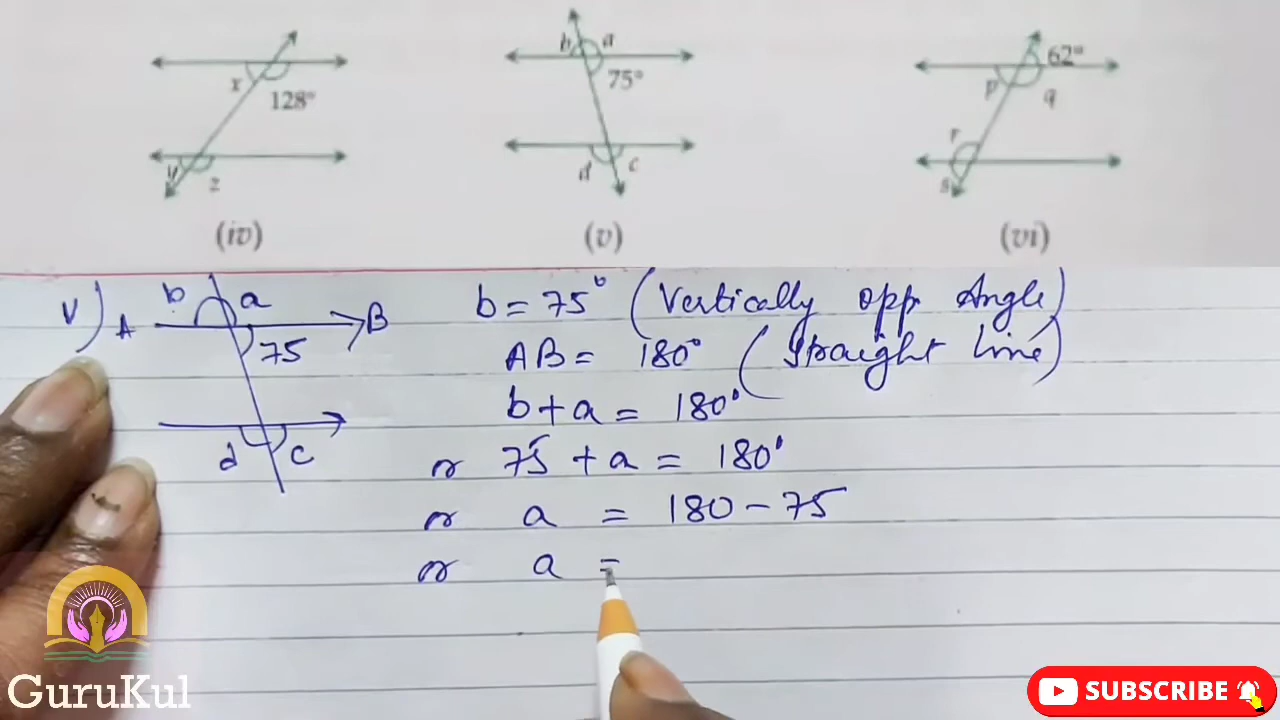 x 128°
y z
(iv)
b a
75°
d c
(v)
62°
p q
r
s
(vi)
v) A b a B
75
d c
b = 75° (Vertically opp Angle)
AB = 180° (Straight line)
b + a = 180°
or 75 + a = 180°
or a = 180 - 75
or a =
GuruKul
SUBSCRIBE